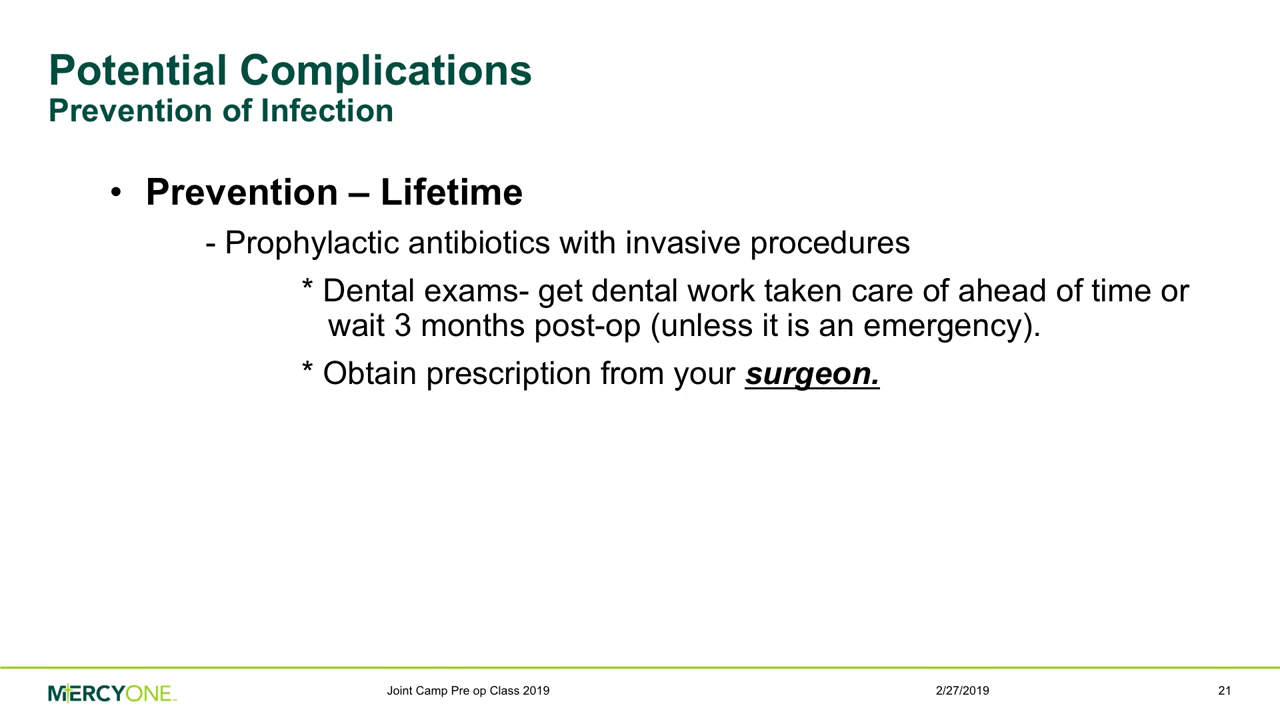 Potential Complications
Prevention of Infection
• Prevention – Lifetime
- Prophylactic antibiotics with invasive procedures
* Dental exams- get dental work taken care of ahead of time or
wait 3 months post-op (unless it is an emergency).
* Obtain prescription from your surgeon.
MERCYONE
Joint Camp Pre op Class 2019
2/27/2019
21